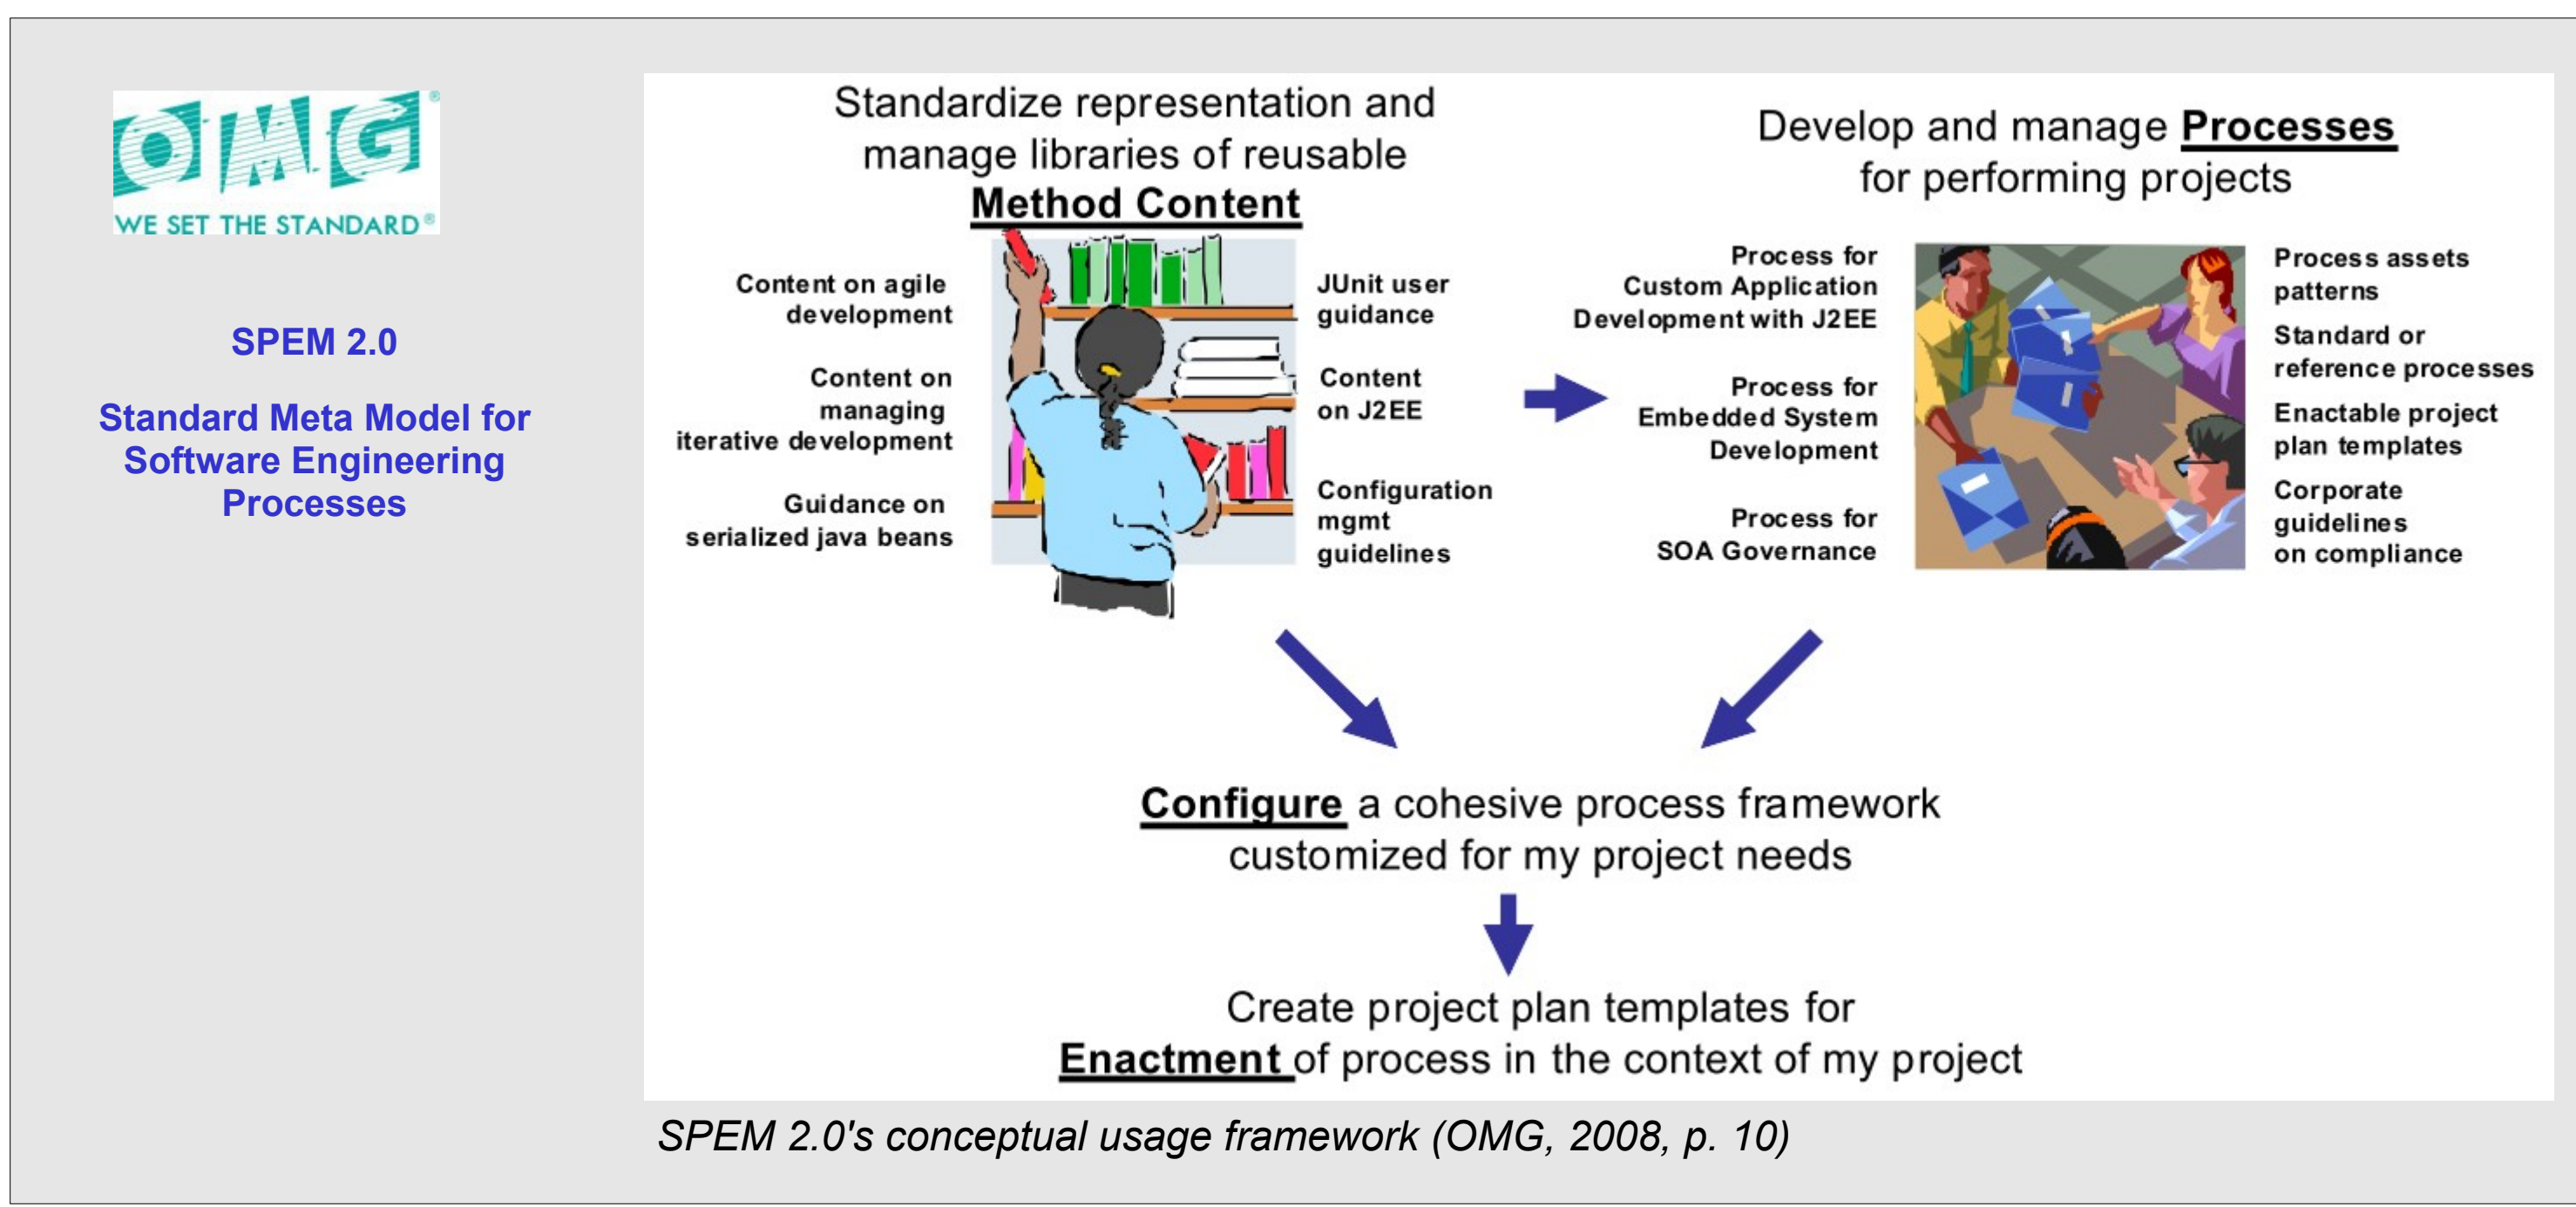 OMG®
WE SET THE STANDARD®
SPEM 2.0
Standard Meta Model for
Software Engineering
Processes
Standardize representation and
manage libraries of reusable
Method Content
Content on agile
development
Content on
managing
iterative development
Guidance on
serialized java beans
JUnit user
guidance
Content
on J2EE
Configuration
mgmt
guidelines
Develop and manage Processes
for performing projects
Process for
Custom Application
Development with J2EE
Process for
Embedded System
Development
Process for
SOA Governance
Process assets
patterns
Standard or
reference processes
Enactable project
plan templates
Corporate
guidelines
on compliance
Configure a cohesive process framework
customized for my project needs
Create project plan templates for
Enactment of process in the context of my project
SPEM 2.0's conceptual usage framework (OMG, 2008, p. 10)